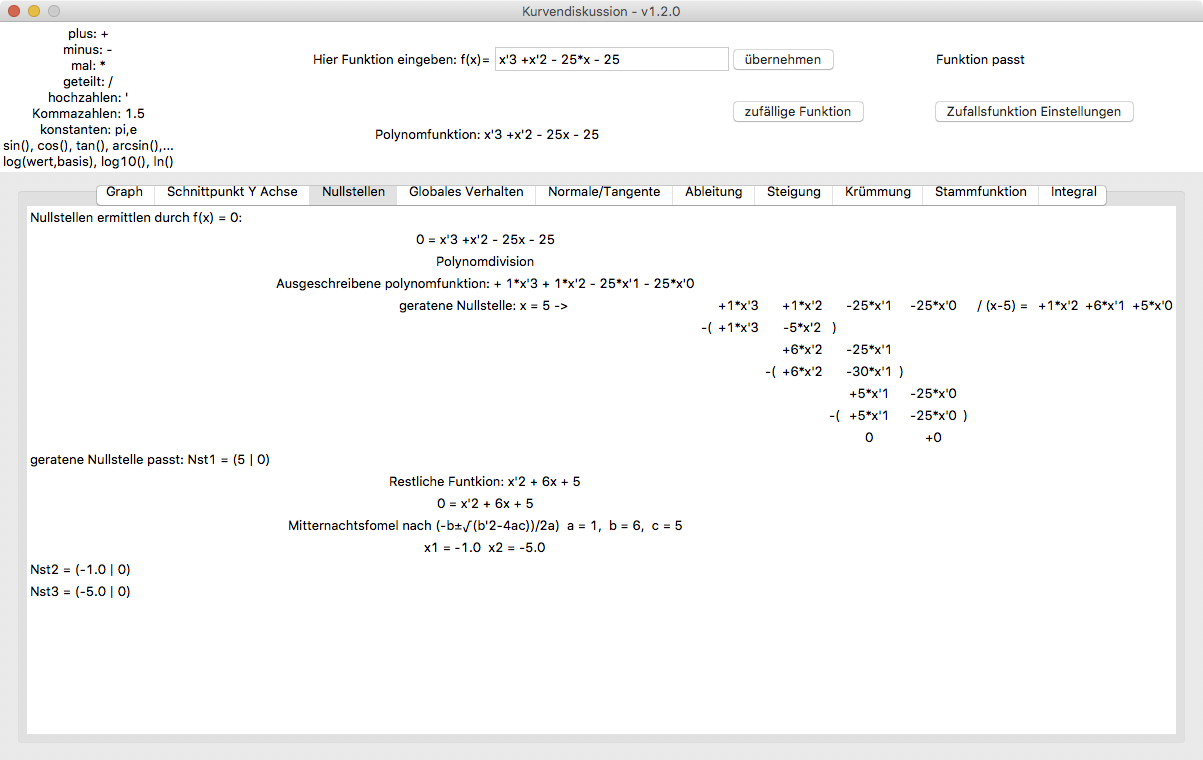 Kurvendiskussion - v1.2.0
plus: +
minus: -
mal: *
geteilt: /
hochzahlen: '
Kommazahlen: 1.5
konstanten: pi,e
sin(), cos(), tan(), arcsin(),...
log(wert,basis), log10(), ln()
Hier Funktion eingeben: f(x)= x'3 +x'2 - 25*x - 25 übernehmen Funktion passt
zufällige Funktion Zufallsfunktion Einstellungen
Polynomfunktion: x'3 +x'2 - 25x - 25
Graph Schnittpunkt Y Achse Nullstellen Globales Verhalten Normale/Tangente Ableitung Steigung Krümmung Stammfunktion Integral
Nullstellen ermittlen durch f(x) = 0:
0 = x'3 +x'2 - 25x - 25
Polynomdivision
Ausgeschreibene polynomfunktion: + 1*x'3 + 1*x'2 - 25*x'1 - 25*x'0
geratene Nullstelle: x = 5 -> +1*x'3 +1*x'2 -25*x'1 -25*x'0 / (x-5) = +1*x'2 +6*x'1 +5*x'0
-( +1*x'3 -5*x'2 )
+6*x'2 -25*x'1
-( +6*x'2 -30*x'1 )
+5*x'1 -25*x'0
-( +5*x'1 -25*x'0 )
0 +0
geratene Nullstelle passt: Nst1 = (5 | 0)
Restliche Funtkion: x'2 + 6x + 5
0 = x'2 + 6x + 5
Mitternachtsfomel nach (-b±√(b'2-4ac))/2a) a = 1, b = 6, c = 5
x1 = -1.0 x2 = -5.0
Nst2 = (-1.0 | 0)
Nst3 = (-5.0 | 0)